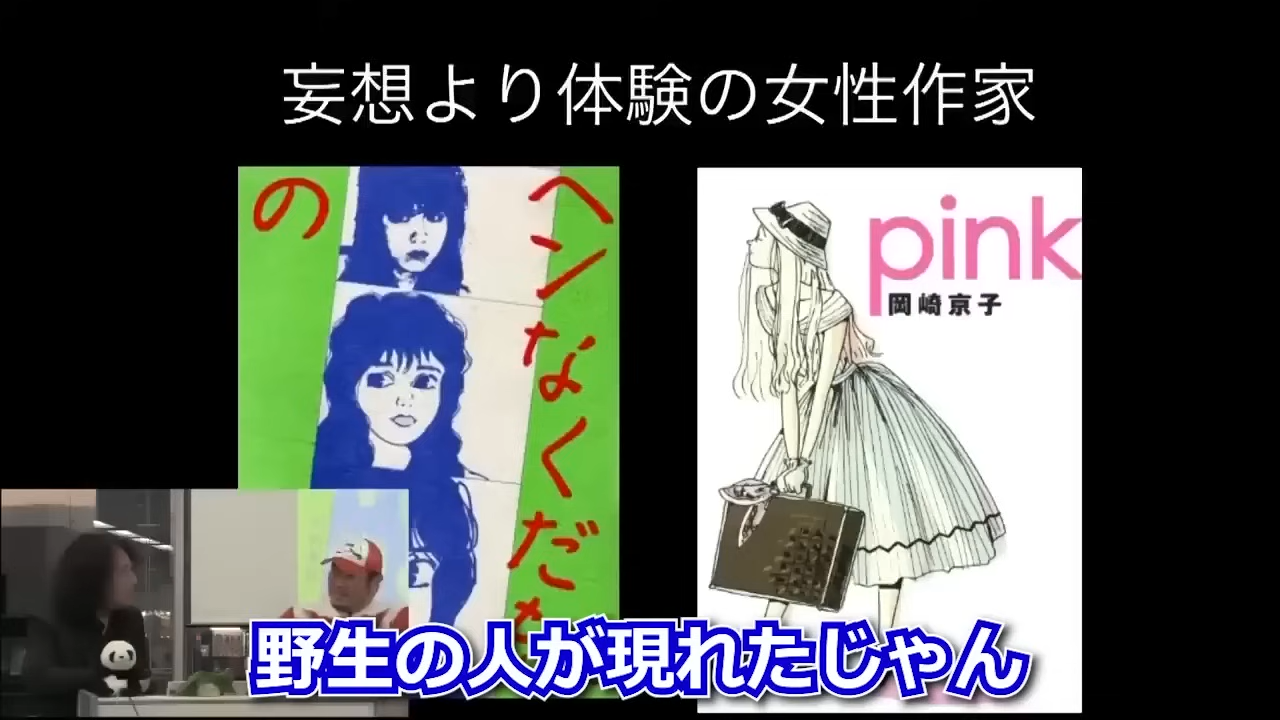 妄想より体験の女性作家
ヘンなくだも
の
pink
岡崎京子
野生の人が現れたじゃん